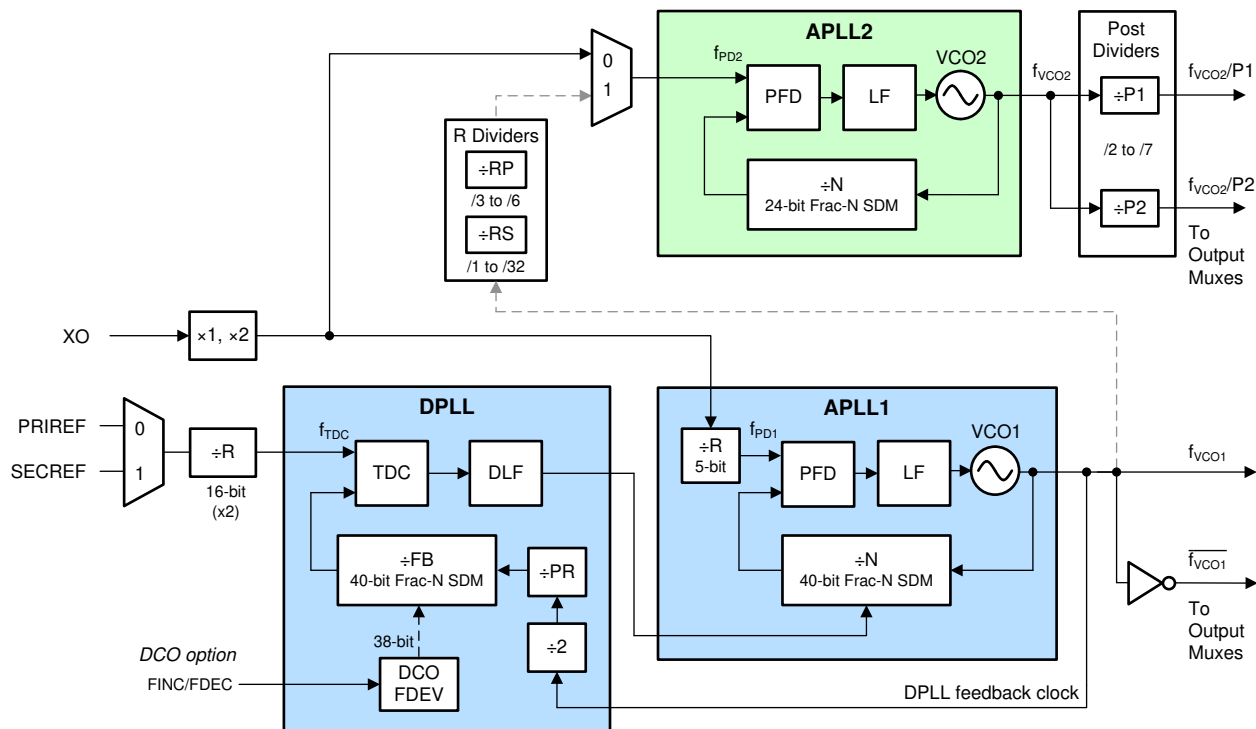 APLL2
Post
Dividers
VCO2
0
1
fPD2
PFD
LF
fVCO2
÷P1
fVCO2/P1
R Dividers
÷RP
/3 to /6
÷RS
/1 to /32
÷N
24-bit Frac-N SDM
/2 to /7
÷P2
fVCO2/P2
To
Output
Muxes
XO
×1, ×2
DPLL
APLL1
PRIREF
SECREF
0
1
÷R
16-bit
(x2)
fTDC
TDC
DLF
÷R
5-bit
fPD1
PFD
LF
VCO1
fVCO1
÷FB
40-bit Frac-N SDM
÷PR
÷N
40-bit Frac-N SDM
fVCO1
To
Output
Muxes
38-bit
÷2
DCO option
FINC/FDEC
DCO
FDEV
DPLL feedback clock